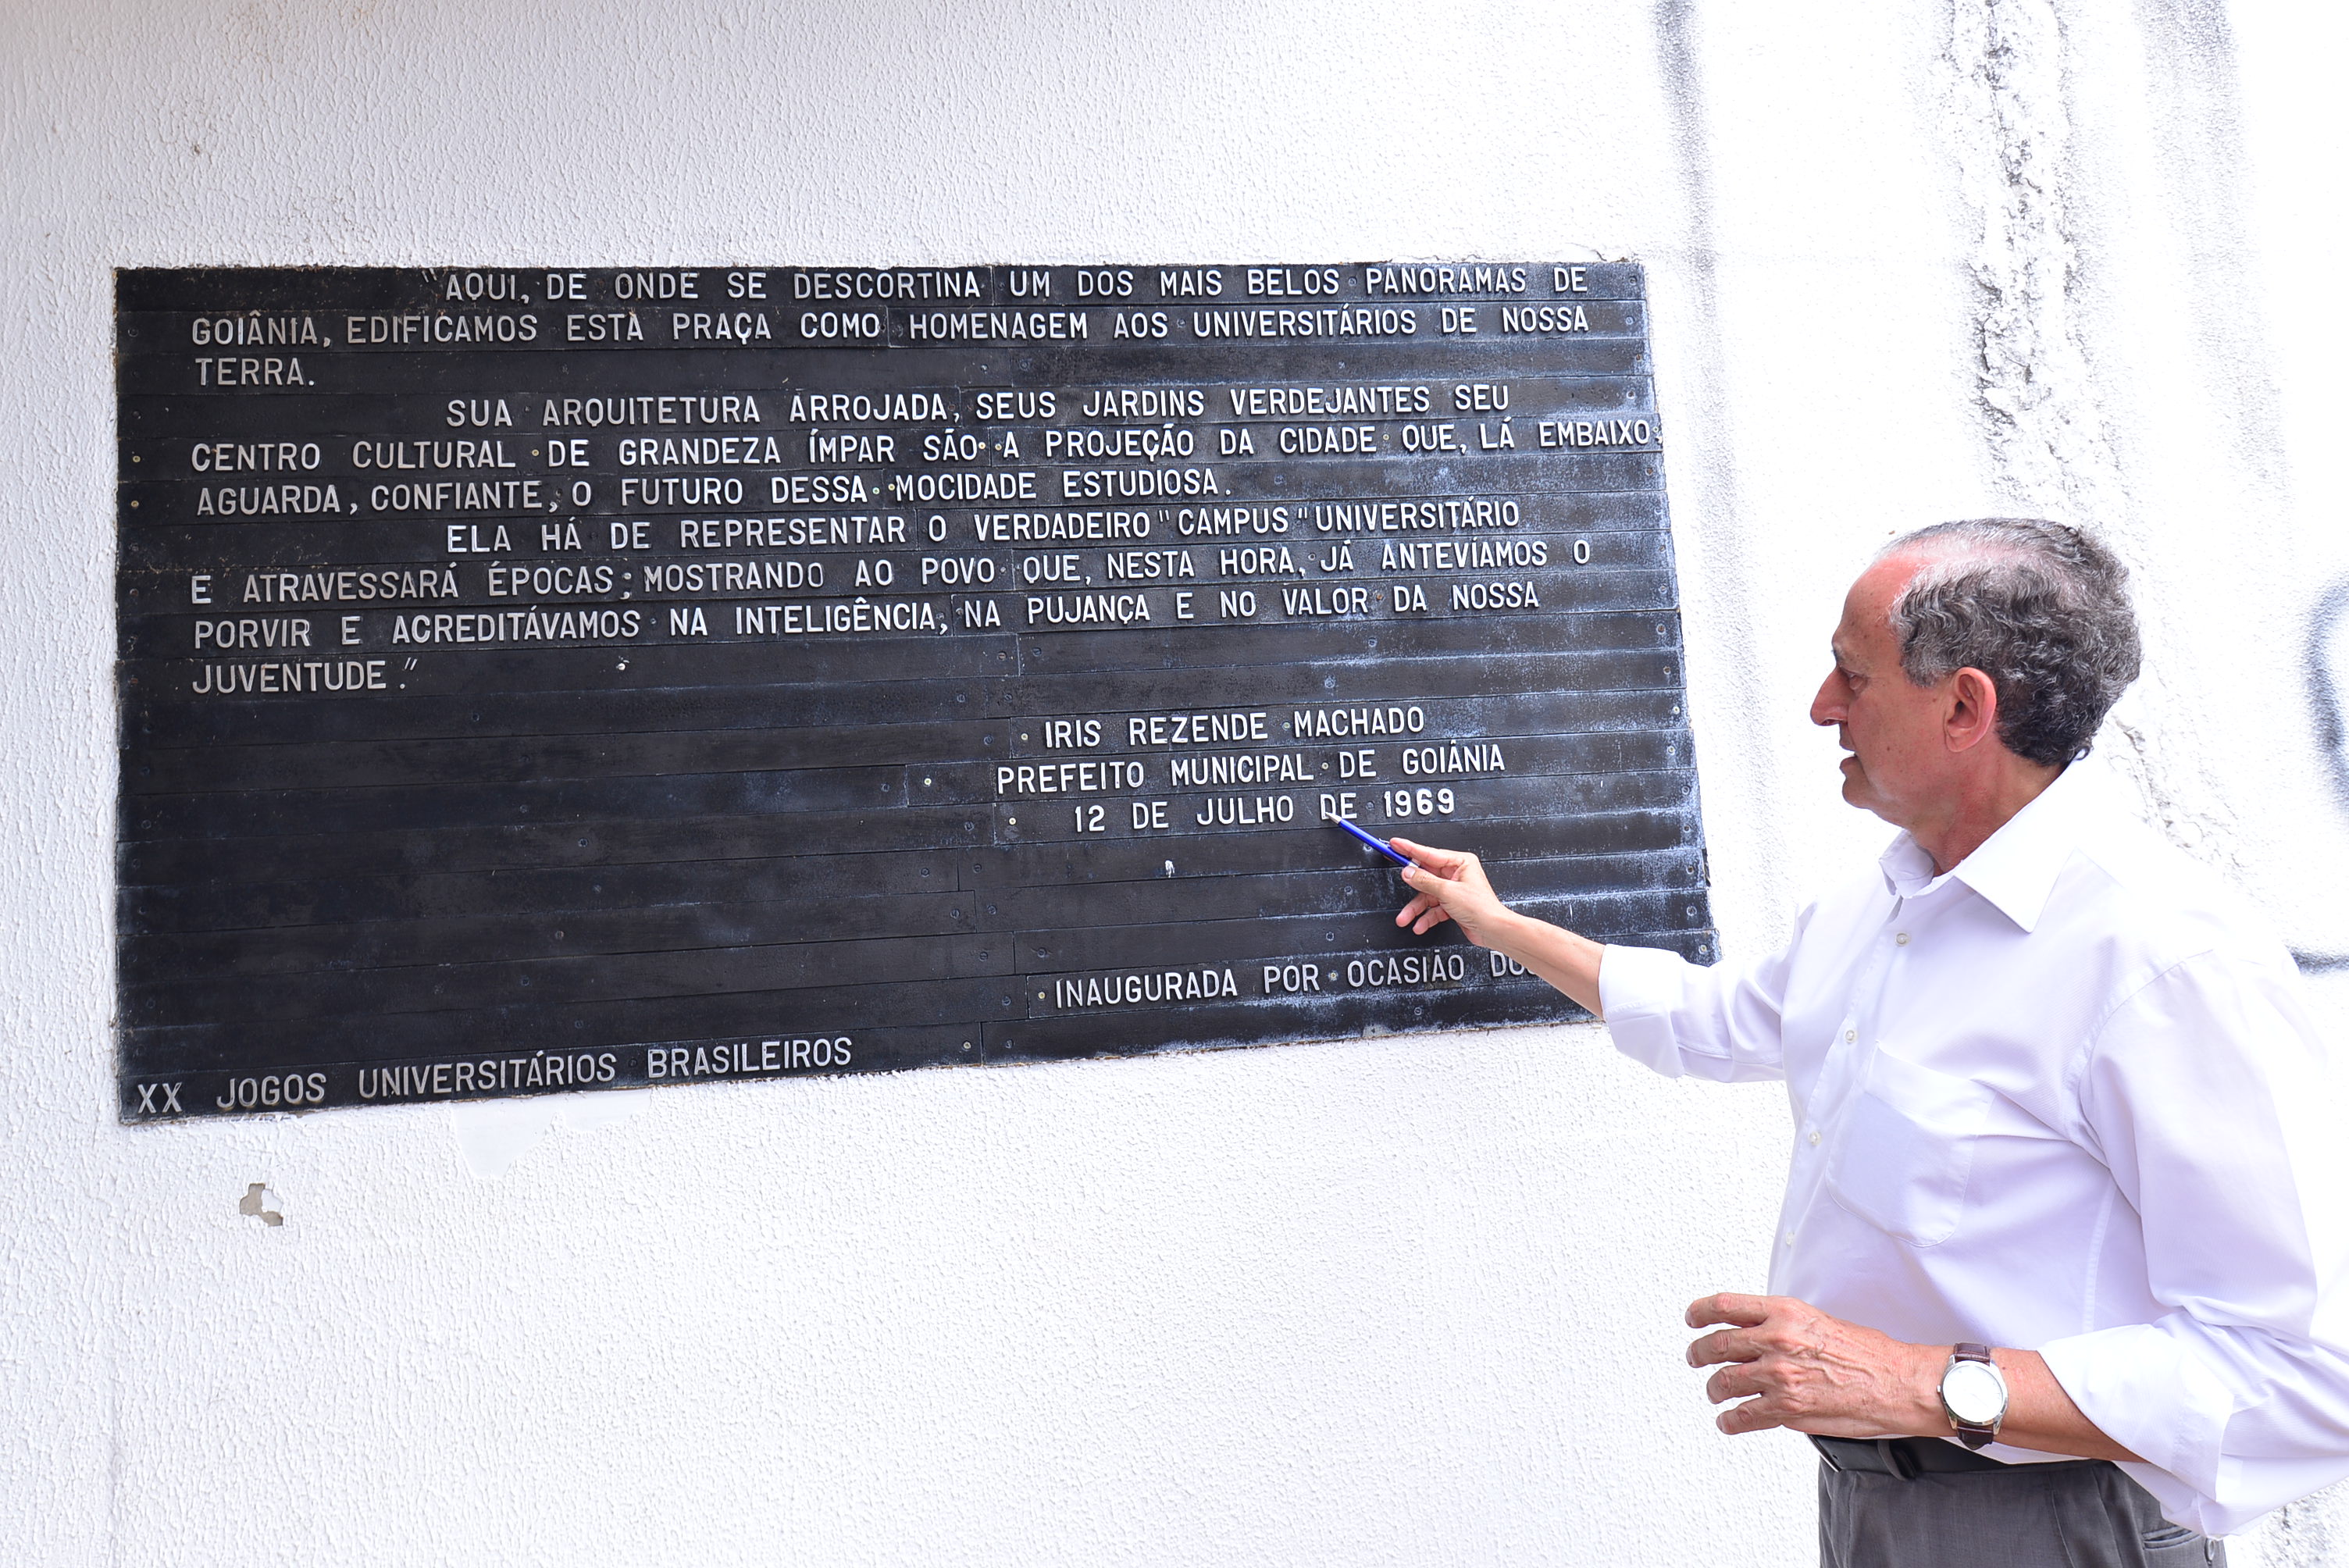 "AQUI, DE ONDE SE DESCORTINA UM DOS MAIS BELOS PANORAMAS DE
GOIÂNIA, EDIFICAMOS ESTA PRAÇA COMO HOMENAGEM AOS UNIVERSITÁRIOS DE NOSSA
TERRA.
SUA ARQUITETURA ARROJADA, SEUS JARDINS VERDEJANTES SEU
CENTRO CULTURAL DE GRANDEZA ÍMPAR SÃO A PROJEÇÃO DA CIDADE QUE, LÁ EMBAIXO
AGUARDA, CONFIANTE, O FUTURO DESSA MOCIDADE ESTUDIOSA.
ELA HÁ DE REPRESENTAR O VERDADEIRO "CAMPUS" UNIVERSITÁRIO
E ATRAVESSARÁ ÉPOCAS; MOSTRANDO AO POVO QUE, NESTA HORA, JÁ ANTEVÍAMOS O
PORVIR E ACREDITÁVAMOS NA INTELIGÊNCIA, NA PUJANÇA E NO VALOR DA NOSSA
JUVENTUDE."
IRIS REZENDE MACHADO
PREFEITO MUNICIPAL DE GOIÂNIA
12 DE JULHO DE 1969
INAUGURADA POR OCASIÃO
XX JOGOS UNIVERSITÁRIOS BRASILEIROS